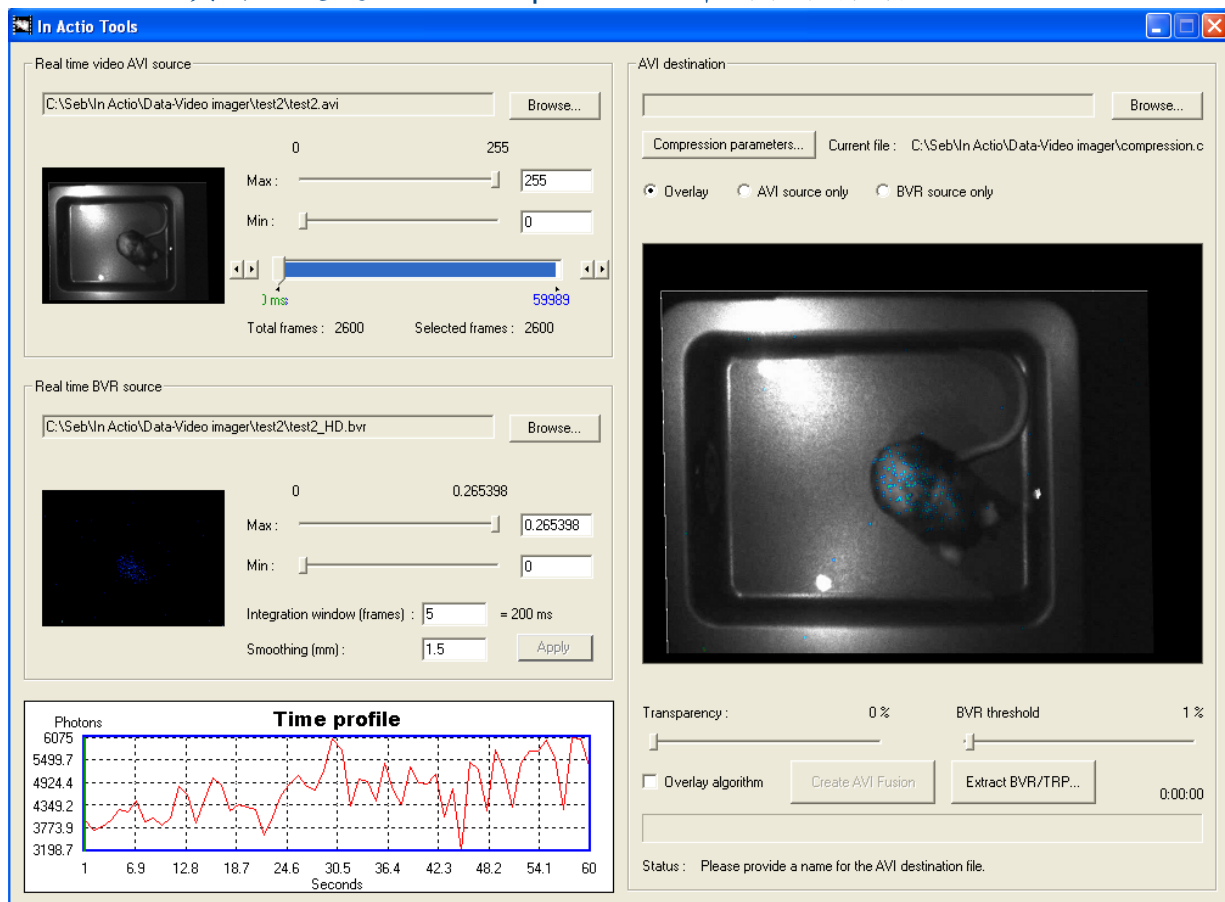 In Actio Tools
Real time video AVI source
C:\Seb\In Actio\Data-Video imager\test2\test2.avi
Browse...
0 255
Max : 255
Min : 0
0 ms 59989
Total frames : 2600 Selected frames : 2600
Real time BVR source
C:\Seb\In Actio\Data-Video imager\test2\test2_HD.bvr
Browse...
0 0.265398
Max : 0.265398
Min : 0
Integration window (frames) : 5 = 200 ms
Smoothing (mm) : 1.5 Apply
Time profile
Photons
6075
5499.7
4924.4
4349.2
3773.9
3198.7
1 6.9 12.8 18.7 24.6 30.5 36.4 42.3 48.2 54.1 60
Seconds
AVI destination
Browse...
Compression parameters... Current file : C:\Seb\In Actio\Data-Video imager\compression.c
Overlay AVI source only BVR source only
Transparency : 0 % BVR threshold 1 %
Overlay algorithm Create AVI Fusion Extract BVR/TRP... 0:00:00
Status : Please provide a name for the AVI destination file.